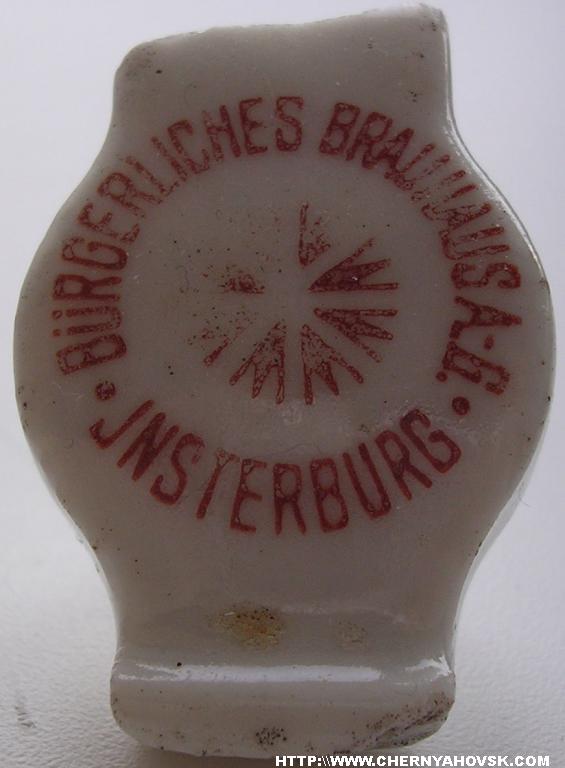 BÜRGERLICHES BRAUHAUS A.-G.
JNSTERBURG
HTTP:\\WWW.CHERNYAHOVSK.COM